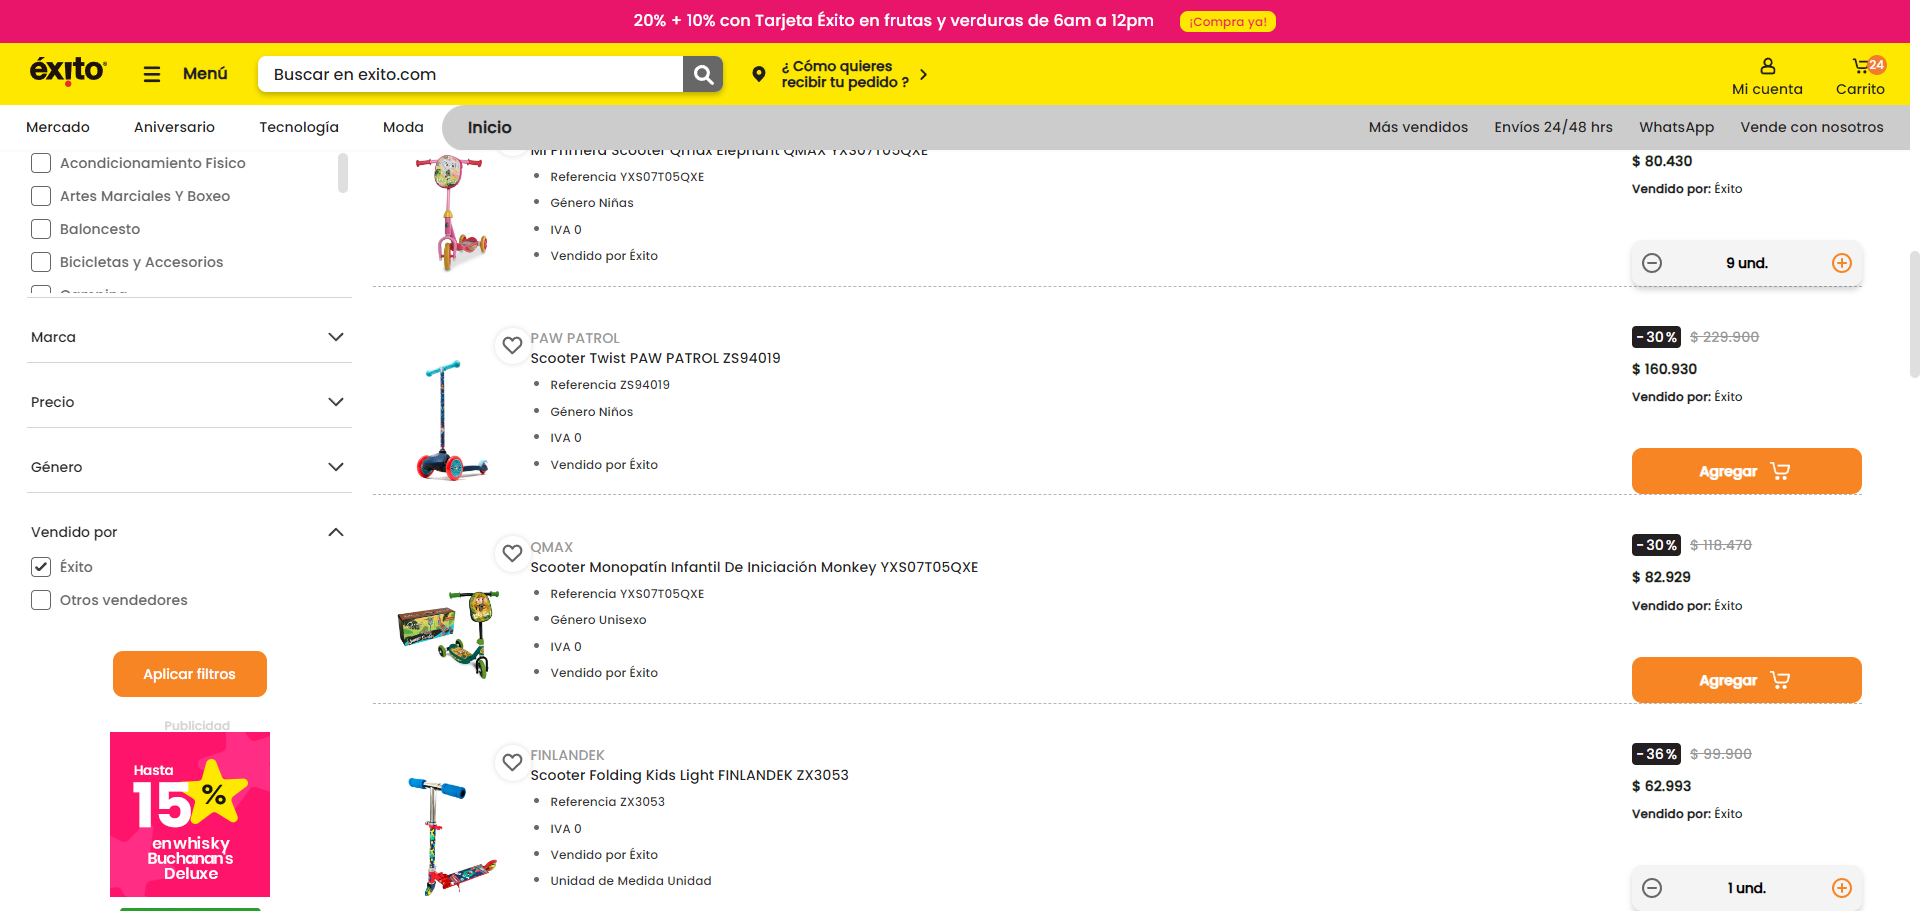 20% + 10% con Tarjeta Éxito en frutas y verduras de 6am a 12pm
¡Compra ya!
éxito
Menú
Buscar en exito.com
¿ Cómo quieres
recibir tu pedido ?
Mi cuenta
24
Carrito
Mercado
Aniversario
Tecnología
Moda
Inicio
Más vendidos
Envíos 24/48 hrs
WhatsApp
Vende con nosotros
Acondicionamiento Fisico
Artes Marciales Y Boxeo
Baloncesto
Bicicletas y Accesorios
Camping
Marca
Precio
Género
Vendido por
Éxito
Otros vendedores
Aplicar filtros
Publicidad
Hasta
15%
en whisky
Buchanan's
Deluxe
Mi Primera Scooter Qmax Elephant QMAX YXS07T05QXE
Referencia YXS07T05QXE
Género Niñas
IVA 0
Vendido por Éxito
$ 80.430
Vendido por: Éxito
9 und.
PAW PATROL
Scooter Twist PAW PATROL ZS94019
Referencia ZS94019
Género Niños
IVA 0
Vendido por Éxito
-30% $ 229.900
$ 160.930
Vendido por: Éxito
Agregar
QMAX
Scooter Monopatín Infantil De Iniciación Monkey YXS07T05QXE
Referencia YXS07T05QXE
Género Unisexo
IVA 0
Vendido por Éxito
-30% $ 118.470
$ 82.929
Vendido por: Éxito
Agregar
FINLANDEK
Scooter Folding Kids Light FINLANDEK ZX3053
Referencia ZX3053
IVA 0
Vendido por Éxito
Unidad de Medida Unidad
-36% $ 99.900
$ 62.993
Vendido por: Éxito
1 und.